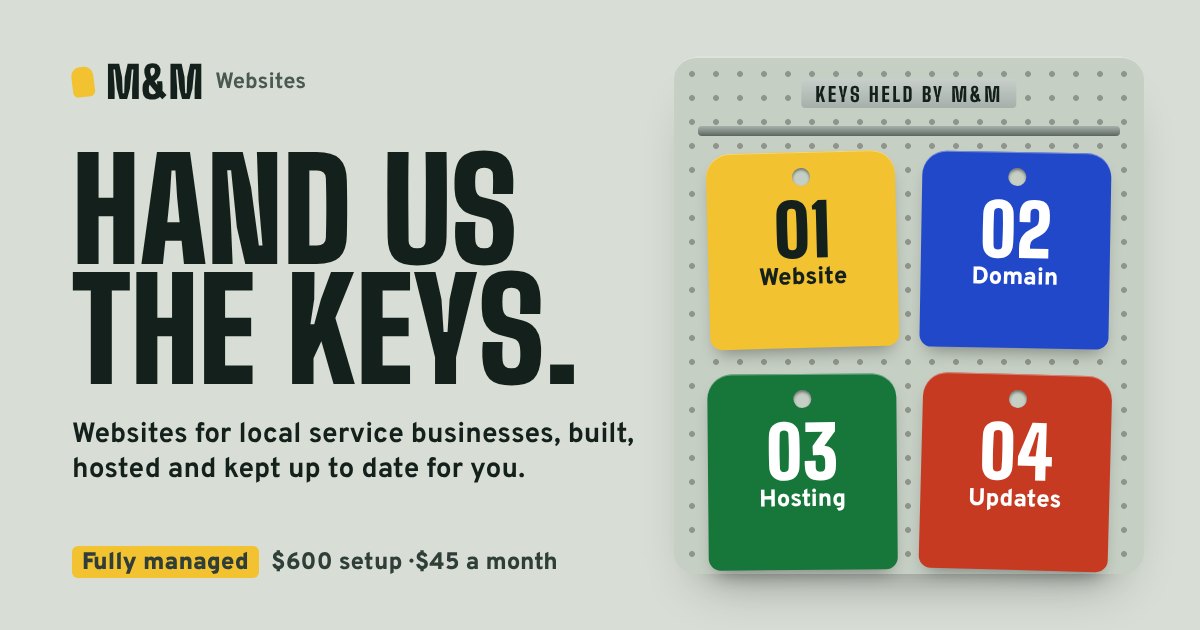 M&M Websites
HAND US
THE KEYS.
Websites for local service businesses, built,
hosted and kept up to date for you.
Fully managed $600 setup ·$45 a month
KEYS HELD BY M&M
01
Website
02
Domain
03
Hosting
04
Updates